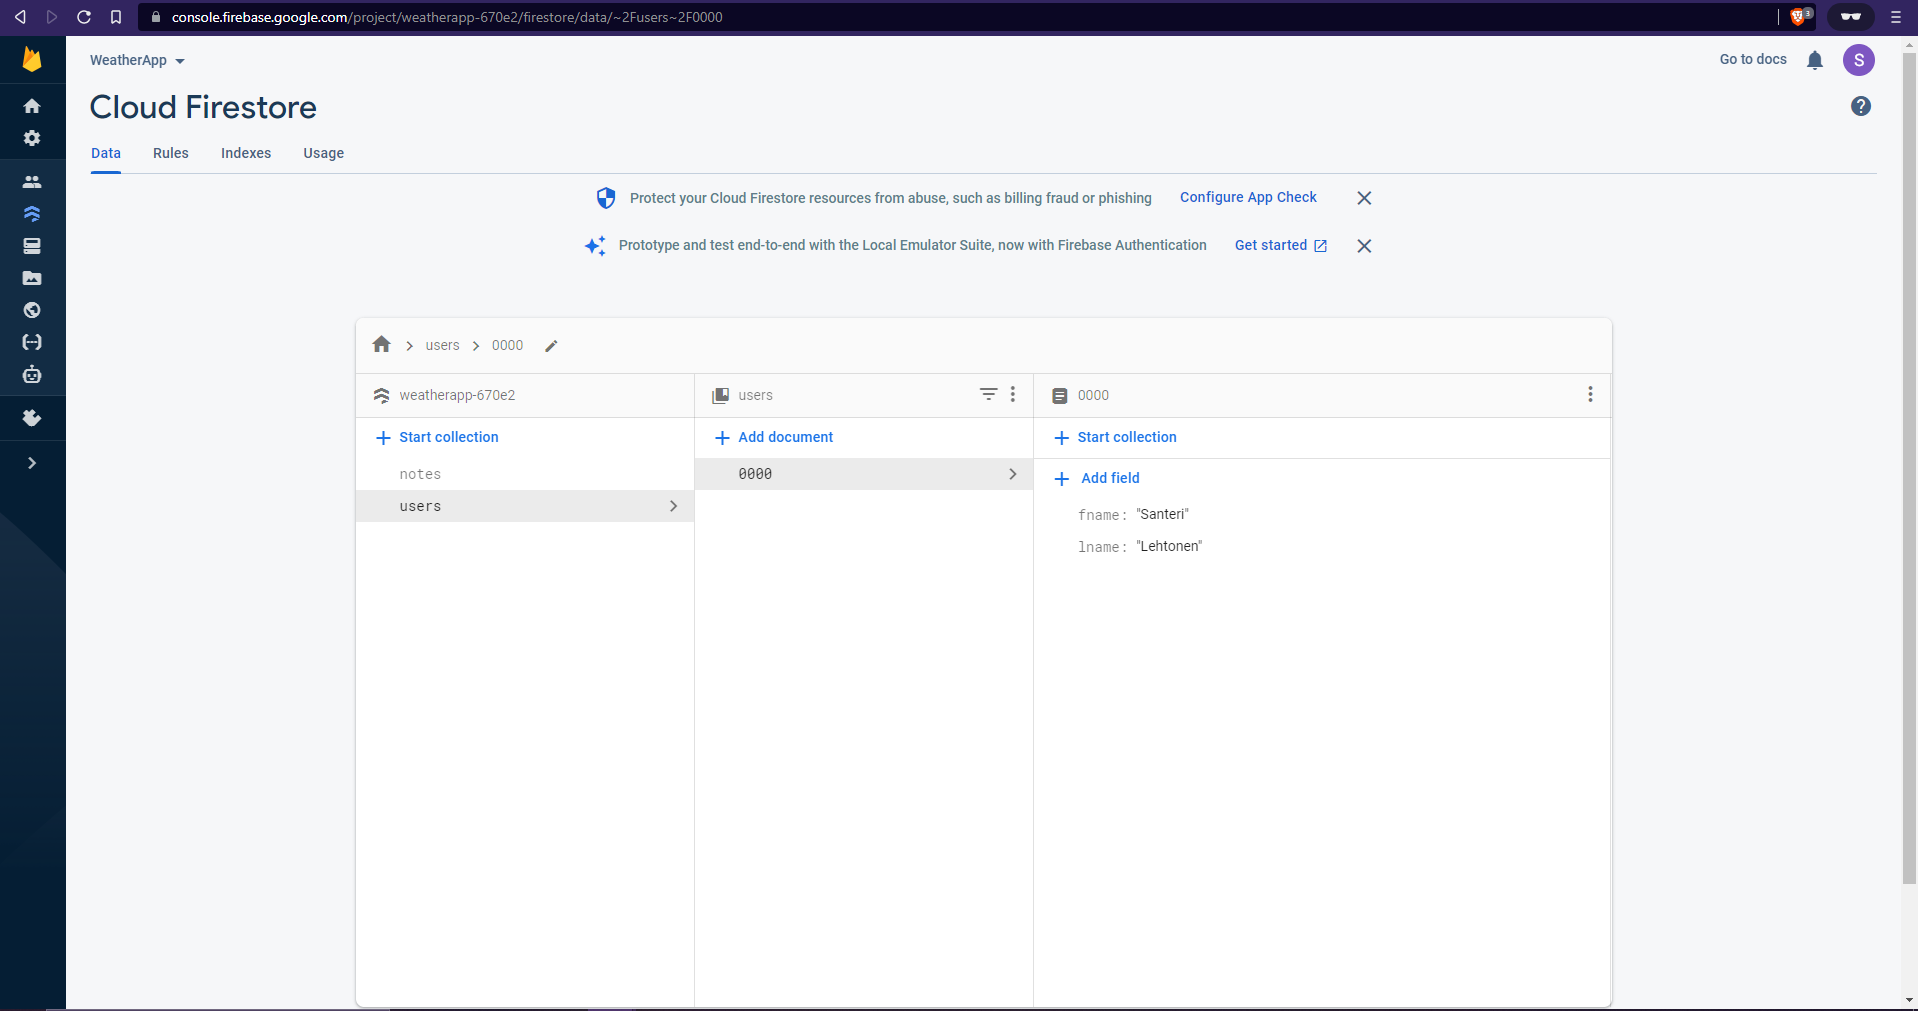 console.firebase.google.com/project/weatherapp-670e2/firestore/data/~2Fusers~2F0000
3
WeatherApp
Go to docs
S
Cloud Firestore
?
Data Rules Indexes Usage
Protect your Cloud Firestore resources from abuse, such as billing fraud or phishing Configure App Check
Prototype and test end-to-end with the Local Emulator Suite, now with Firebase Authentication Get started
users 0000
weatherapp-670e2 users 0000
Start collection Add document Start collection
notes 0000 Add field
users
fname: "Santeri"
lname: "Lehtonen"